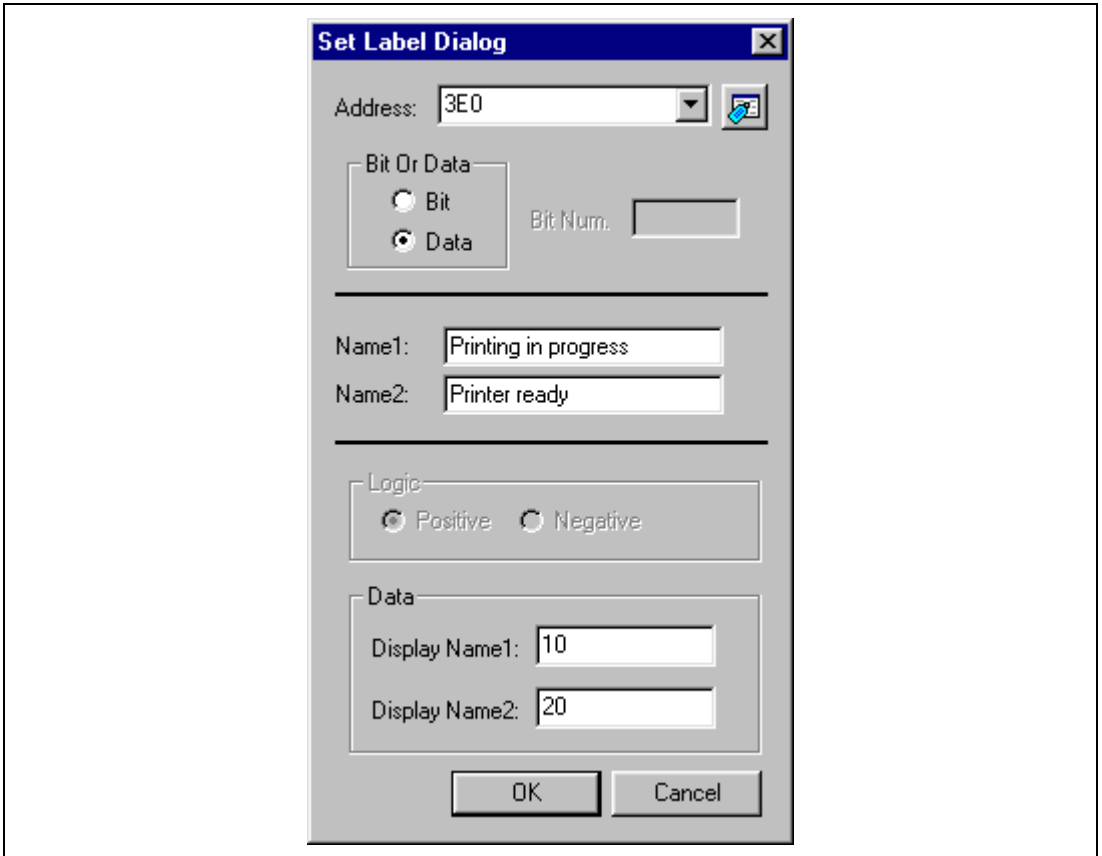 Set Label Dialog
Address: 3E0
Bit Or Data
Bit
Bit Num.
Data
Name1: Printing in progress
Name2: Printer ready
Logic
Positive Negative
Data
Display Name1: 10
Display Name2: 20
OK Cancel